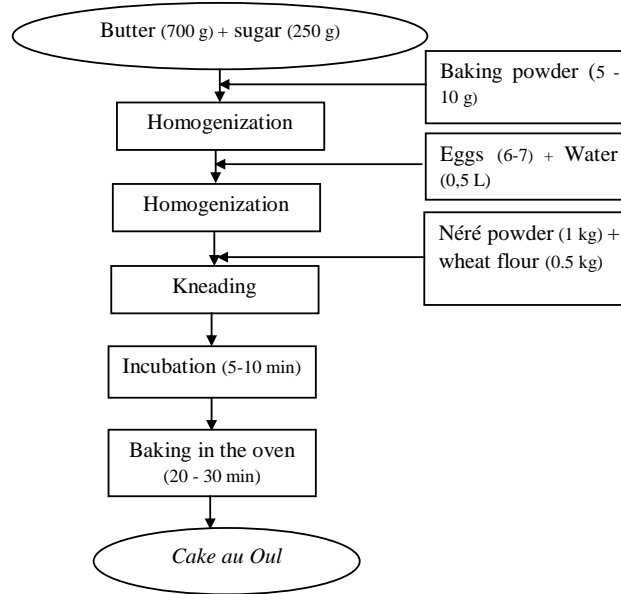 Butter (700 g) + sugar (250 g)
Baking powder (5 -
10 g)
Homogenization
Eggs (6-7) + Water
(0,5 L)
Homogenization
Néré powder (1 kg) +
wheat flour (0.5 kg)
Kneading
Incubation (5-10 min)
Baking in the oven
(20 - 30 min)
Cake au Oul